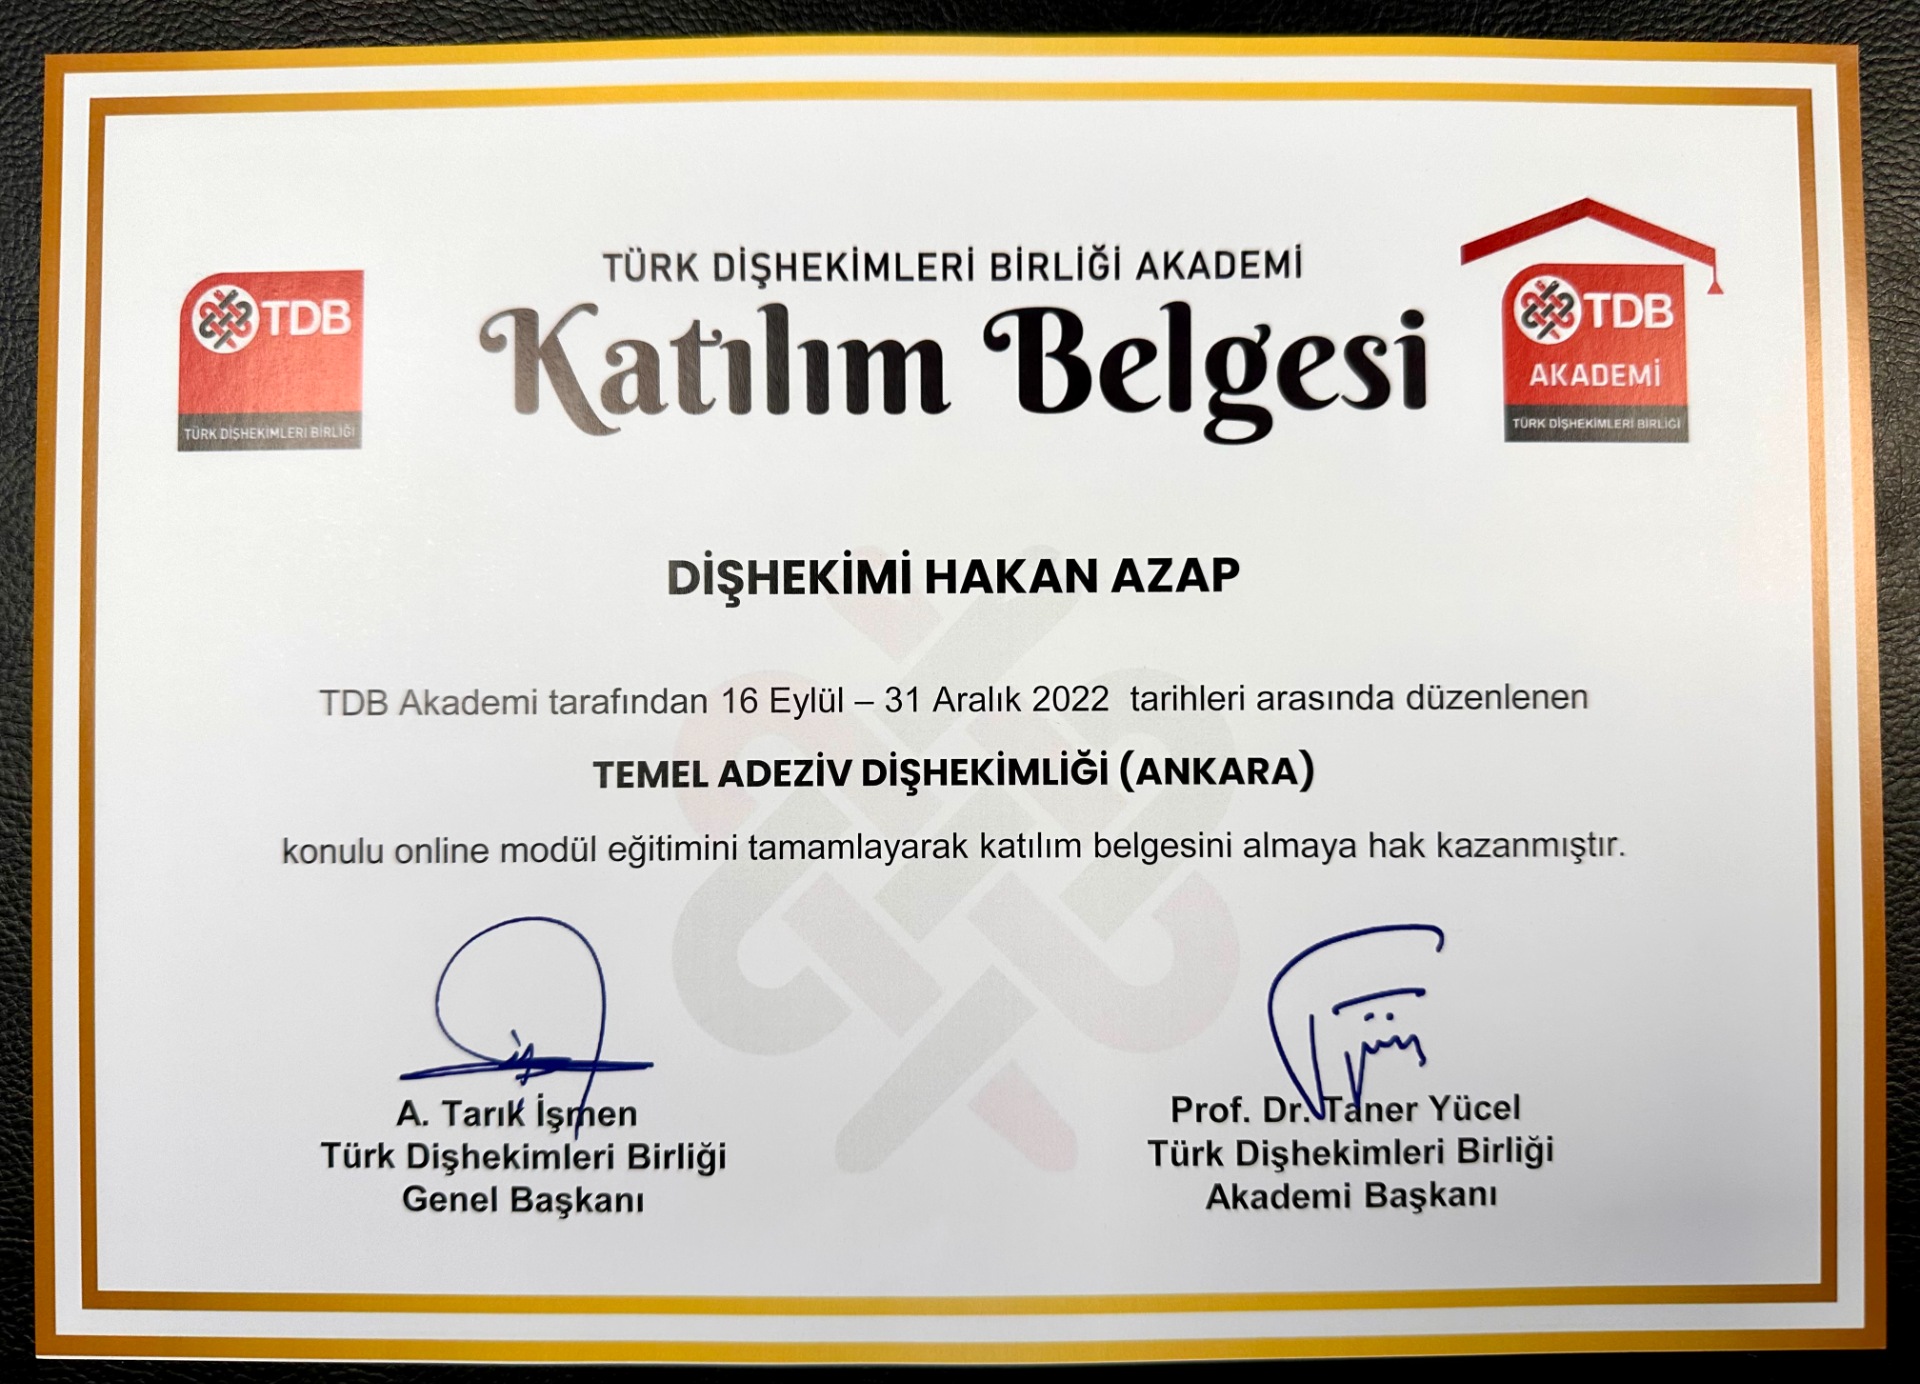 TÜRK DİŞHEKİMLERİ BİRLİĞİ AKADEMİ
Katılım Belgesi
TDB
TÜRK DİŞHEKİMLERİ BİRLİĞİ
TDB
AKADEMİ
TÜRK DİŞHEKİMLERİ BİRLİĞİ
DİŞHEKİMİ HAKAN AZAP
TDB Akademi tarafından 16 Eylül – 31 Aralık 2022 tarihleri arasında düzenlenen
TEMEL ADEZİV DİŞHEKİMLİĞİ (ANKARA)
konulu online modül eğitimini tamamlayarak katılım belgesini almaya hak kazanmıştır.
A. Tarık İşmen
Türk Dişhekimleri Birliği
Genel Başkanı
Prof. Dr. Taner Yücel
Türk Dişhekimleri Birliği
Akademi Başkanı